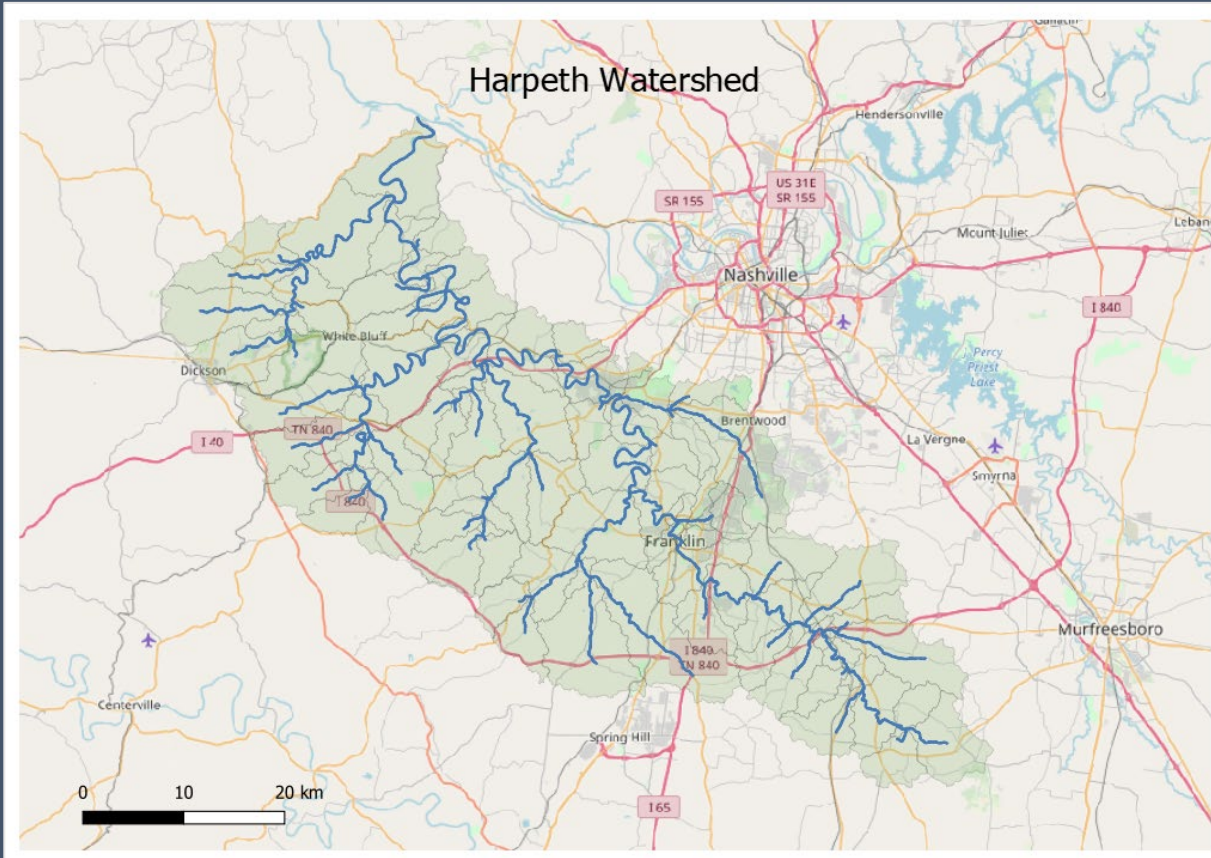 Gallatin
Harpeth Watershed
Hendersonville
US 31E
SR 155
SR 155
Mount Juliet
Leban
Nashville
I 840
White Bluff
Percy
Priest
Lake
Dickson
Brentwood
TN 840
I 40
La Vergne
Smyrna
I 840
Franklin
Murfreesboro
I 840
TN 840
Centerville
Spring Hill
0 10 20 km
I 65